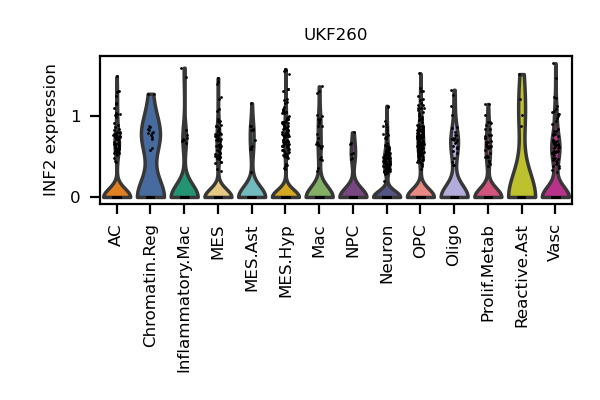 UKF260
INF2 expression
1
0
AC
Chromatin.Reg
Inflammatory.Mac
MES
MES.Ast
MES.Hyp
Mac
NPC
Neuron
OPC
Oligo
Prolif.Metab
Reactive.Ast
Vasc